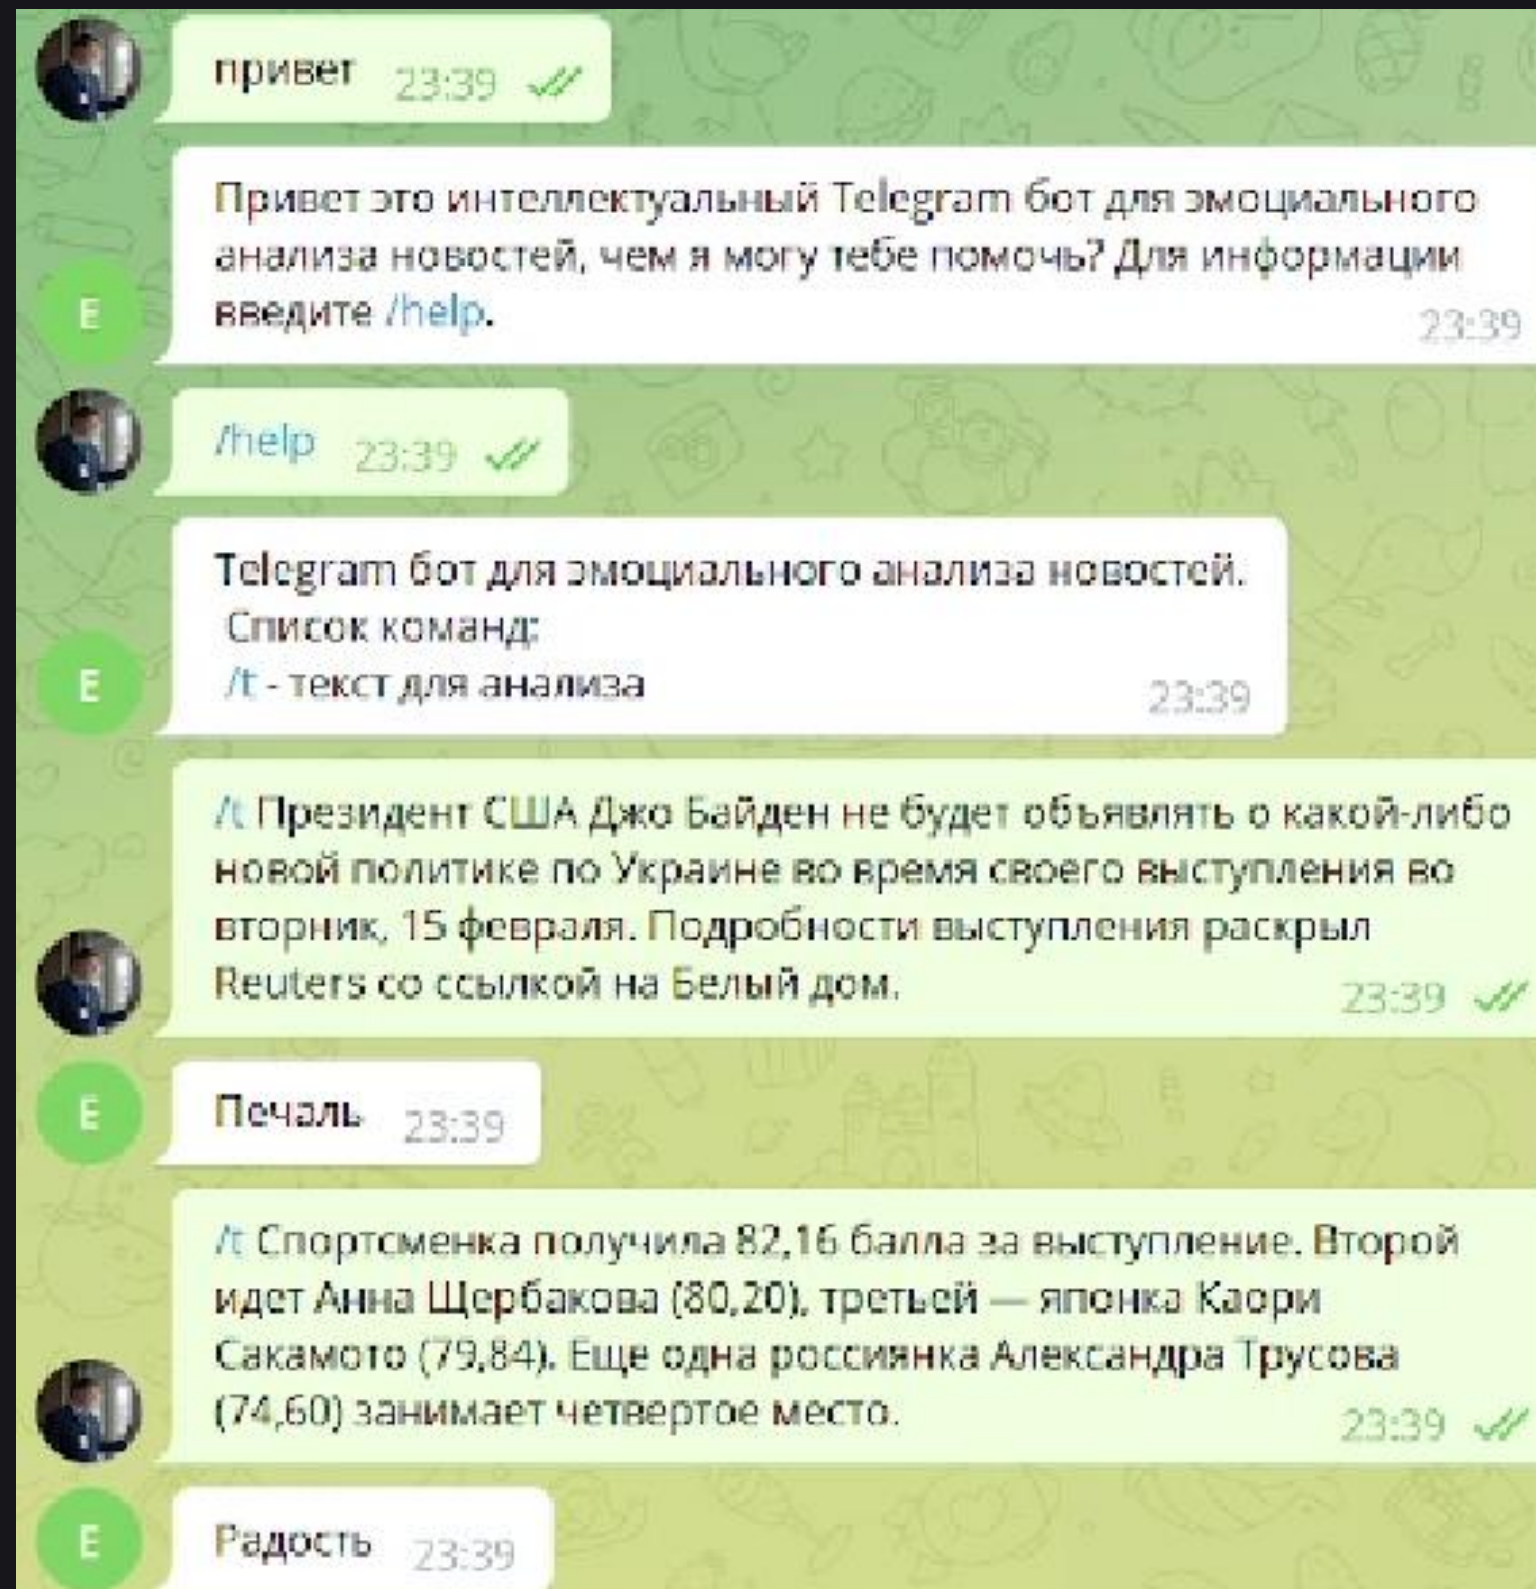 привет 23:39
Привет это интеллектуальный Telegram бот для эмоциального
анализа новостей, чем я могу тебе помочь? Для информации
введите /help.
23:39
E
/help 23:39
Telegram бот для эмоциального анализа новостей.
Список команд:
/t - текст для анализа
23:39
E
/t Президент США Джо Байден не будет объявлять о какой-либо
новой политике по Украине во время своего выступления во
вторник, 15 февраля. Подробности выступления раскрыл
Reuters со ссылкой на Белый дом.
23:39
E
Печаль 23:39
/t Спортсменка получила 82,16 балла за выступление. Второй
идет Анна Щербакова (80,20), третьей — японка Каори
Сакамото (79,84). Еще одна россиянка Александра Трусова
(74,60) занимает четвертое место.
23:39
E
Радость 23:39